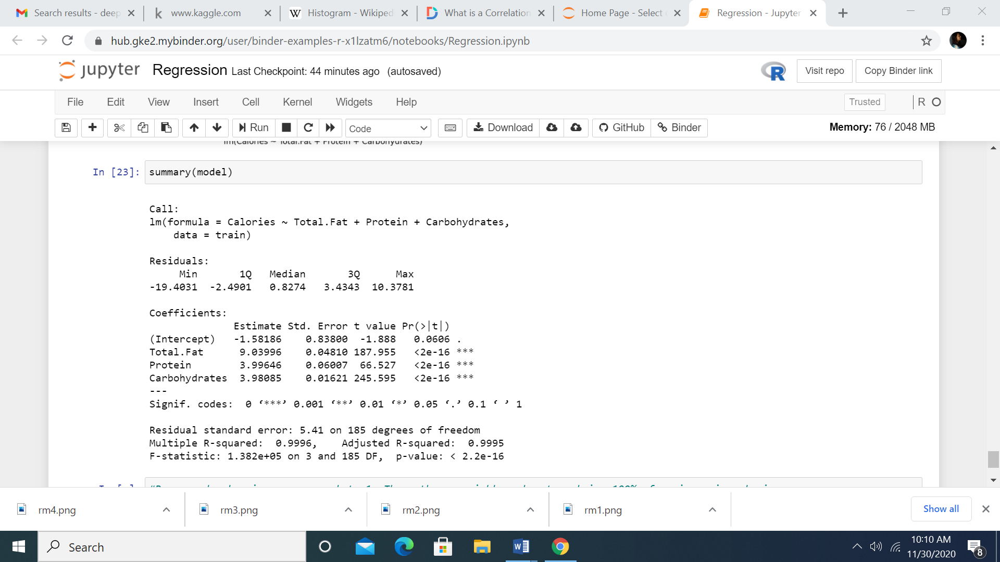 Search results - deep
www.kaggle.com
Histogram - Wikiped
What is a Correlation
Home Page - Select
Regression - Jupyter
hub.gke2.mybinder.org/user/binder-examples-r-x1lzatm6/notebooks/Regression.ipynb
jupyter Regression Last Checkpoint: 44 minutes ago (autosaved)
R Visit repo Copy Binder link
File Edit View Insert Cell Kernel Widgets Help Trusted R
Run Code Download GitHub Binder Memory: 76 / 2048 MB
lm(Calories ~ Total.Fat + Protein + Carbohydrates)
In [23]: summary(model)
Call:
lm(formula = Calories ~ Total.Fat + Protein + Carbohydrates,
    data = train)
Residuals:
     Min       1Q   Median       3Q      Max
-19.4031  -2.4901   0.8274   3.4343  10.3781
Coefficients:
              Estimate Std. Error t value Pr(>|t|)
(Intercept)   -1.58186    0.83800  -1.888   0.0606 .
Total.Fat      9.03996    0.04810 187.955   <2e-16 ***
Protein        3.99646    0.06007  66.527   <2e-16 ***
Carbohydrates  3.98085    0.01621 245.595   <2e-16 ***
---
Signif. codes:  0 ‘***’ 0.001 ‘**’ 0.01 ‘*’ 0.05 ‘.’ 0.1 ‘ ’ 1
Residual standard error: 5.41 on 185 degrees of freedom
Multiple R-squared:  0.9996,    Adjusted R-squared:  0.9995
F-statistic: 1.382e+05 on 3 and 185 DF,  p-value: < 2.2e-16
rm4.png
rm3.png
rm2.png
rm1.png
Show all
Search
10:10 AM
11/30/2020
8